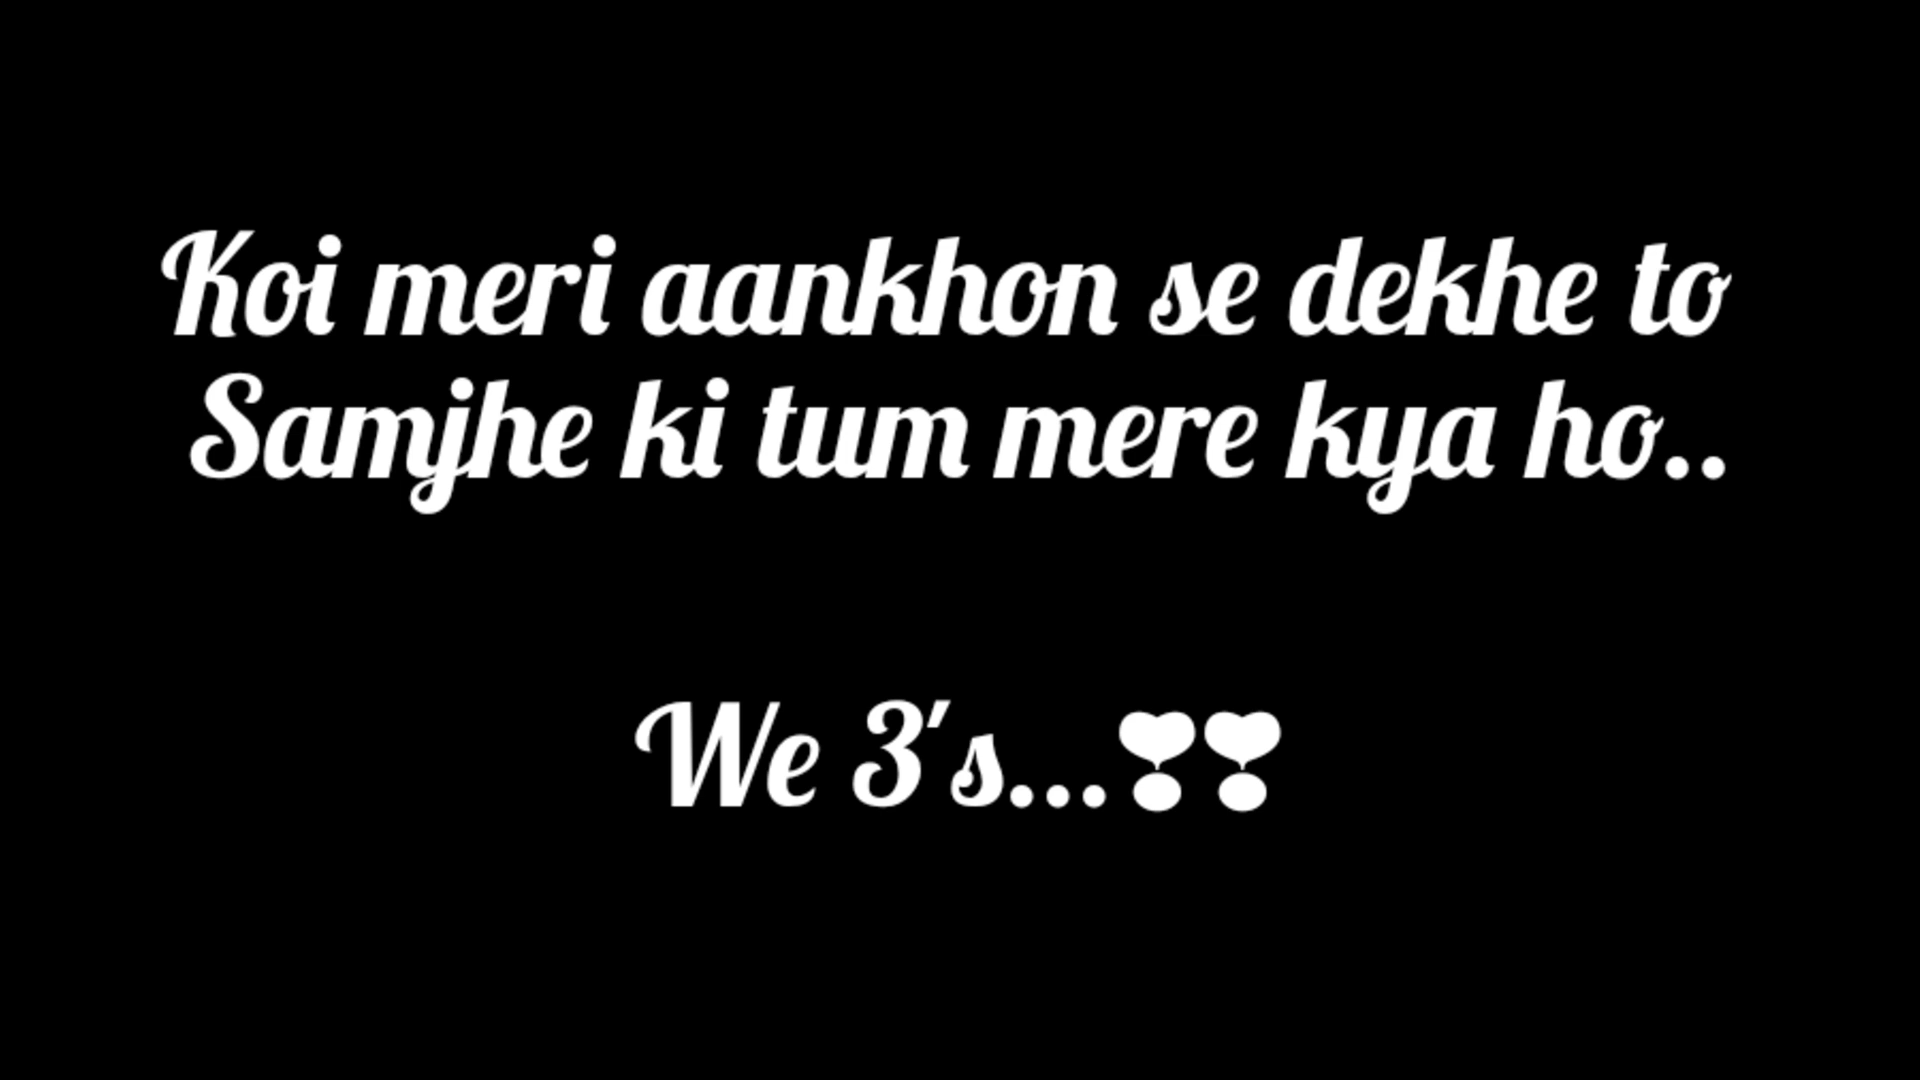 Koi meri aankhon se dekhe to
Samjhe ki tum mere kya ho..
We 3's...❣❣